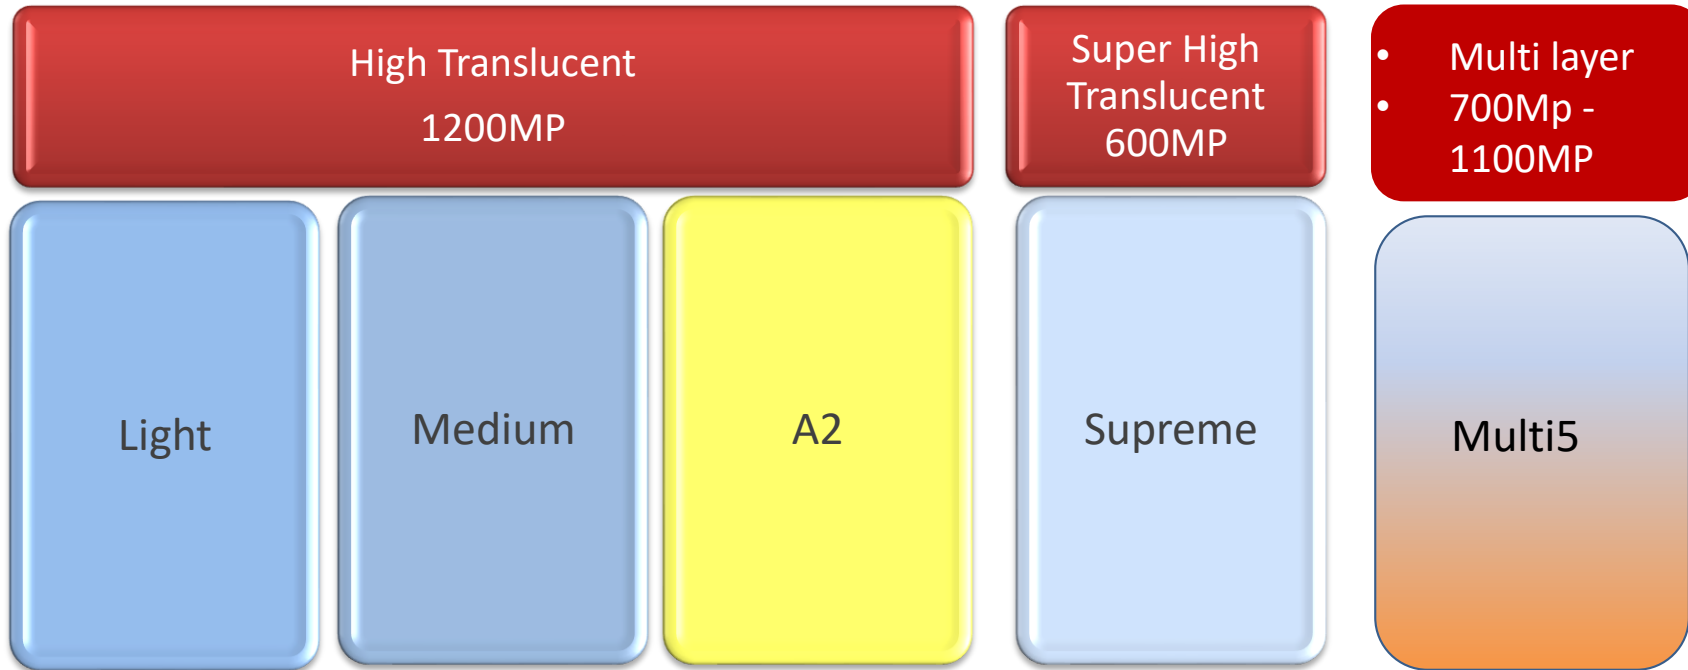 High Translucent
1200MP
Super High
Translucent
600MP
• Multi layer
• 700Mp -
1100MP
Light
Medium
A2
Supreme
Multi5